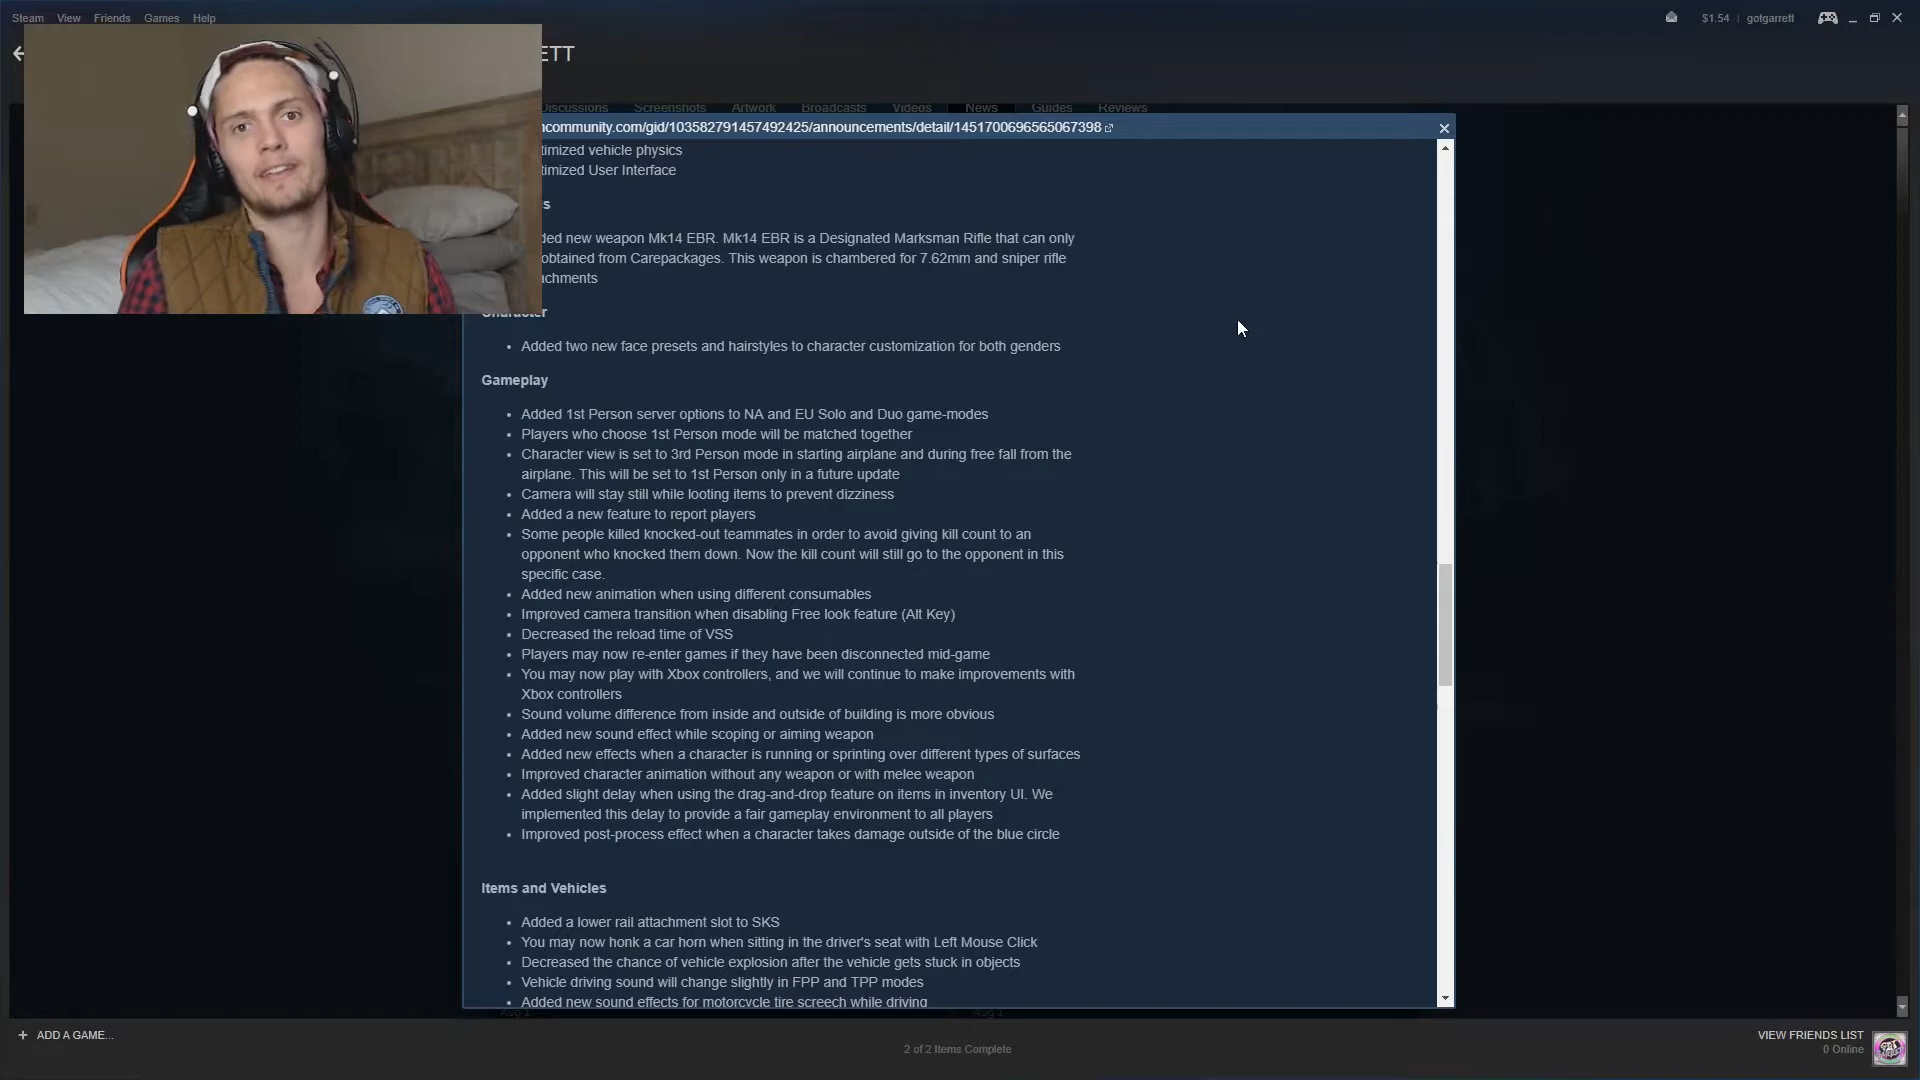 Steam View Friends Games Help
$1.54 gotgarrett
ETT
Discussions Screenshots Artwork Broadcasts Videos News Guides Reviews
ncommunity.com/gid/103582791457492425/announcements/detail/1451700696565067398
timized vehicle physics
timized User Interface
s
ded new weapon Mk14 EBR. Mk14 EBR is a Designated Marksman Rifle that can only
obtained from Carepackages. This weapon is chambered for 7.62mm and sniper rifle
achments
Character
• Added two new face presets and hairstyles to character customization for both genders
Gameplay
• Added 1st Person server options to NA and EU Solo and Duo game-modes
• Players who choose 1st Person mode will be matched together
• Character view is set to 3rd Person mode in starting airplane and during free fall from the
airplane. This will be set to 1st Person only in a future update
• Camera will stay still while looting items to prevent dizziness
• Added a new feature to report players
• Some people killed knocked-out teammates in order to avoid giving kill count to an
opponent who knocked them down. Now the kill count will still go to the opponent in this
specific case.
• Added new animation when using different consumables
• Improved camera transition when disabling Free look feature (Alt Key)
• Decreased the reload time of VSS
• Players may now re-enter games if they have been disconnected mid-game
• You may now play with Xbox controllers, and we will continue to make improvements with
Xbox controllers
• Sound volume difference from inside and outside of building is more obvious
• Added new sound effect while scoping or aiming weapon
• Added new effects when a character is running or sprinting over different types of surfaces
• Improved character animation without any weapon or with melee weapon
• Added slight delay when using the drag-and-drop feature on items in inventory UI. We
implemented this delay to provide a fair gameplay environment to all players
• Improved post-process effect when a character takes damage outside of the blue circle
Items and Vehicles
• Added a lower rail attachment slot to SKS
• You may now honk a car horn when sitting in the driver's seat with Left Mouse Click
• Decreased the chance of vehicle explosion after the vehicle gets stuck in objects
• Vehicle driving sound will change slightly in FPP and TPP modes
• Added new sound effects for motorcycle tire screech while driving
Aug 1 Aug 1
+ ADD A GAME...
2 of 2 Items Complete
VIEW FRIENDS LIST
0 Online